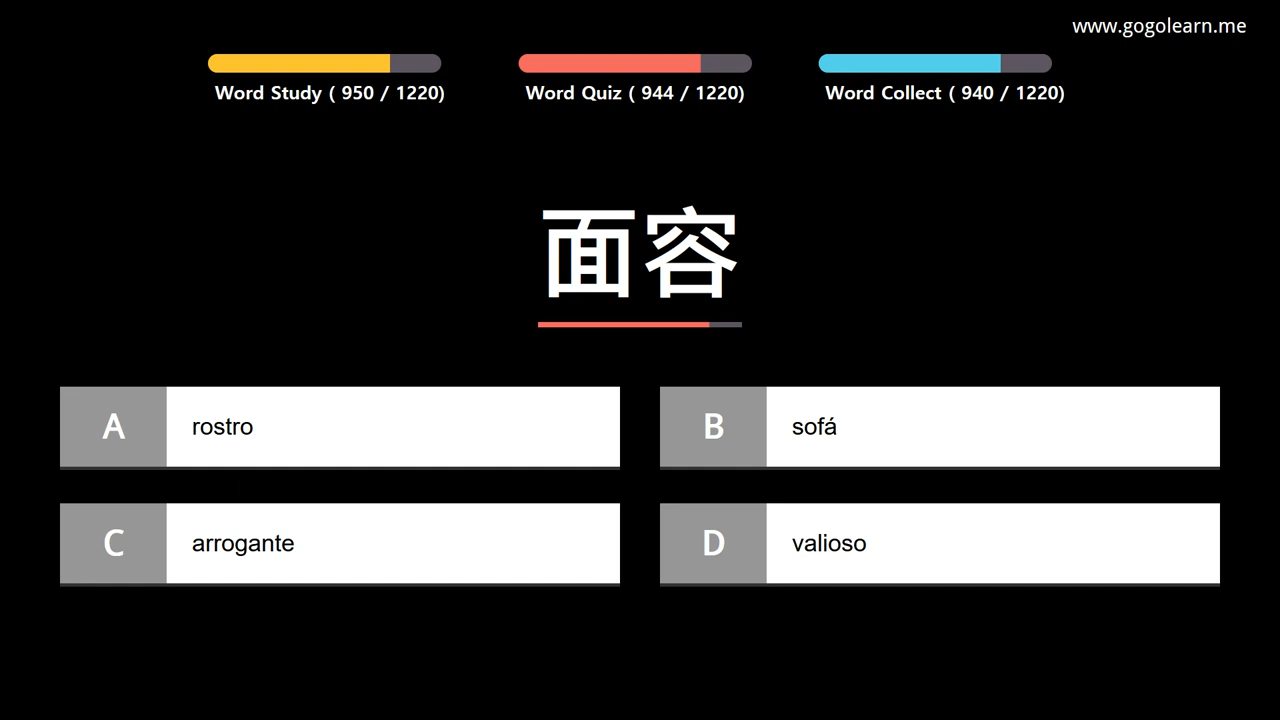 www.gogolearn.me
Word Study ( 950 / 1220)
Word Quiz ( 944 / 1220)
Word Collect ( 940 / 1220)
面容
A rostro
B sofá
C arrogante
D valioso